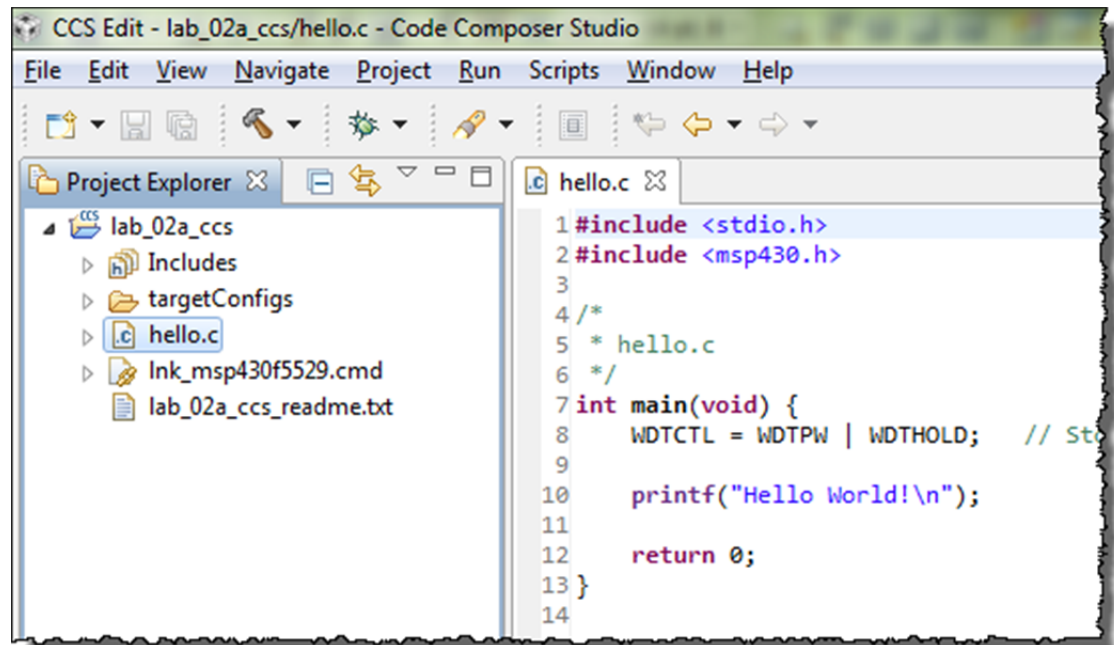 CCS Edit - lab_02a_ccs/hello.c - Code Composer Studio
File Edit View Navigate Project Run Scripts Window Help
Project Explorer
CCS lab_02a_ccs
Includes
targetConfigs
hello.c
lnk_msp430f5529.cmd
lab_02a_ccs_readme.txt
hello.c
1 #include <stdio.h>
2 #include <msp430.h>
3
4 /*
5  * hello.c
6  */
7 int main(void) {
8     WDTCTL = WDTPW | WDTHOLD;   // Sto
9
10     printf("Hello World!\n");
11
12     return 0;
13 }
14